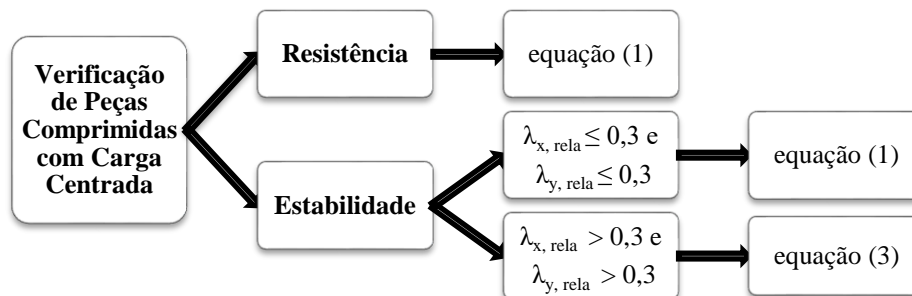 Verificação
de Peças
Comprimidas
com Carga
Centrada
Resistência
equação (1)
Estabilidade
λx, rela ≤ 0,3 e
λy, rela ≤ 0,3
equação (1)
λx, rela > 0,3 e
λy, rela > 0,3
equação (3)